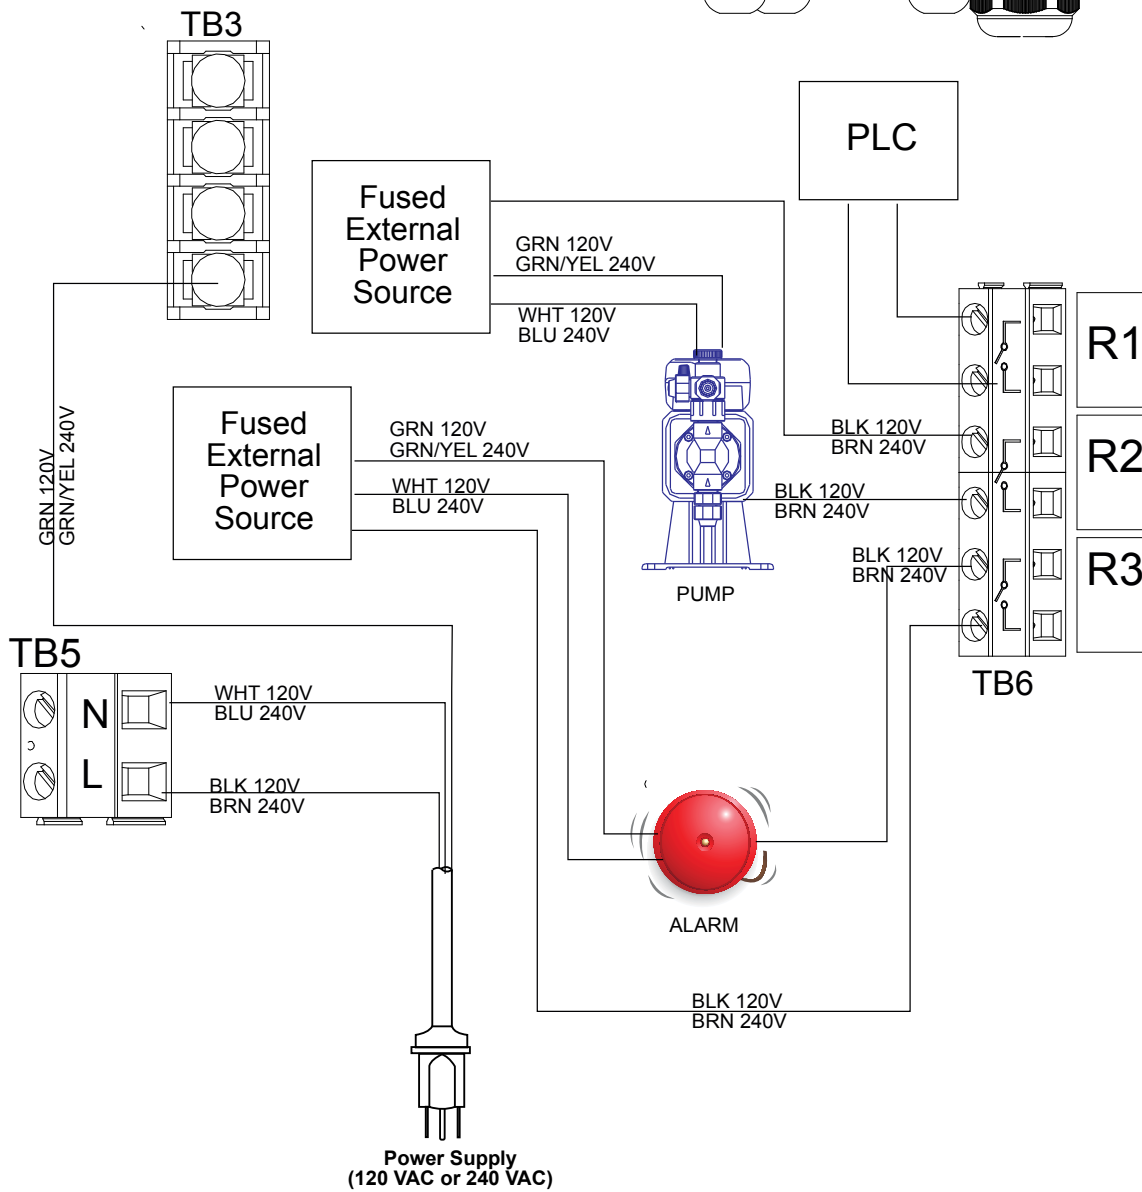 TB3
PLC
Fused
External
Power
Source
GRN 120V
GRN/YEL 240V
WHT 120V
BLU 240V
R1
Fused
External
Power
Source
GRN 120V
GRN/YEL 240V
WHT 120V
BLU 240V
GRN 120V
GRN/YEL 240V
BLK 120V
BRN 240V
R2
BLK 120V
BRN 240V
BLK 120V
BRN 240V
R3
PUMP
TB6
TB5
N
L
WHT 120V
BLU 240V
BLK 120V
BRN 240V
ALARM
BLK 120V
BRN 240V
Power Supply
(120 VAC or 240 VAC)